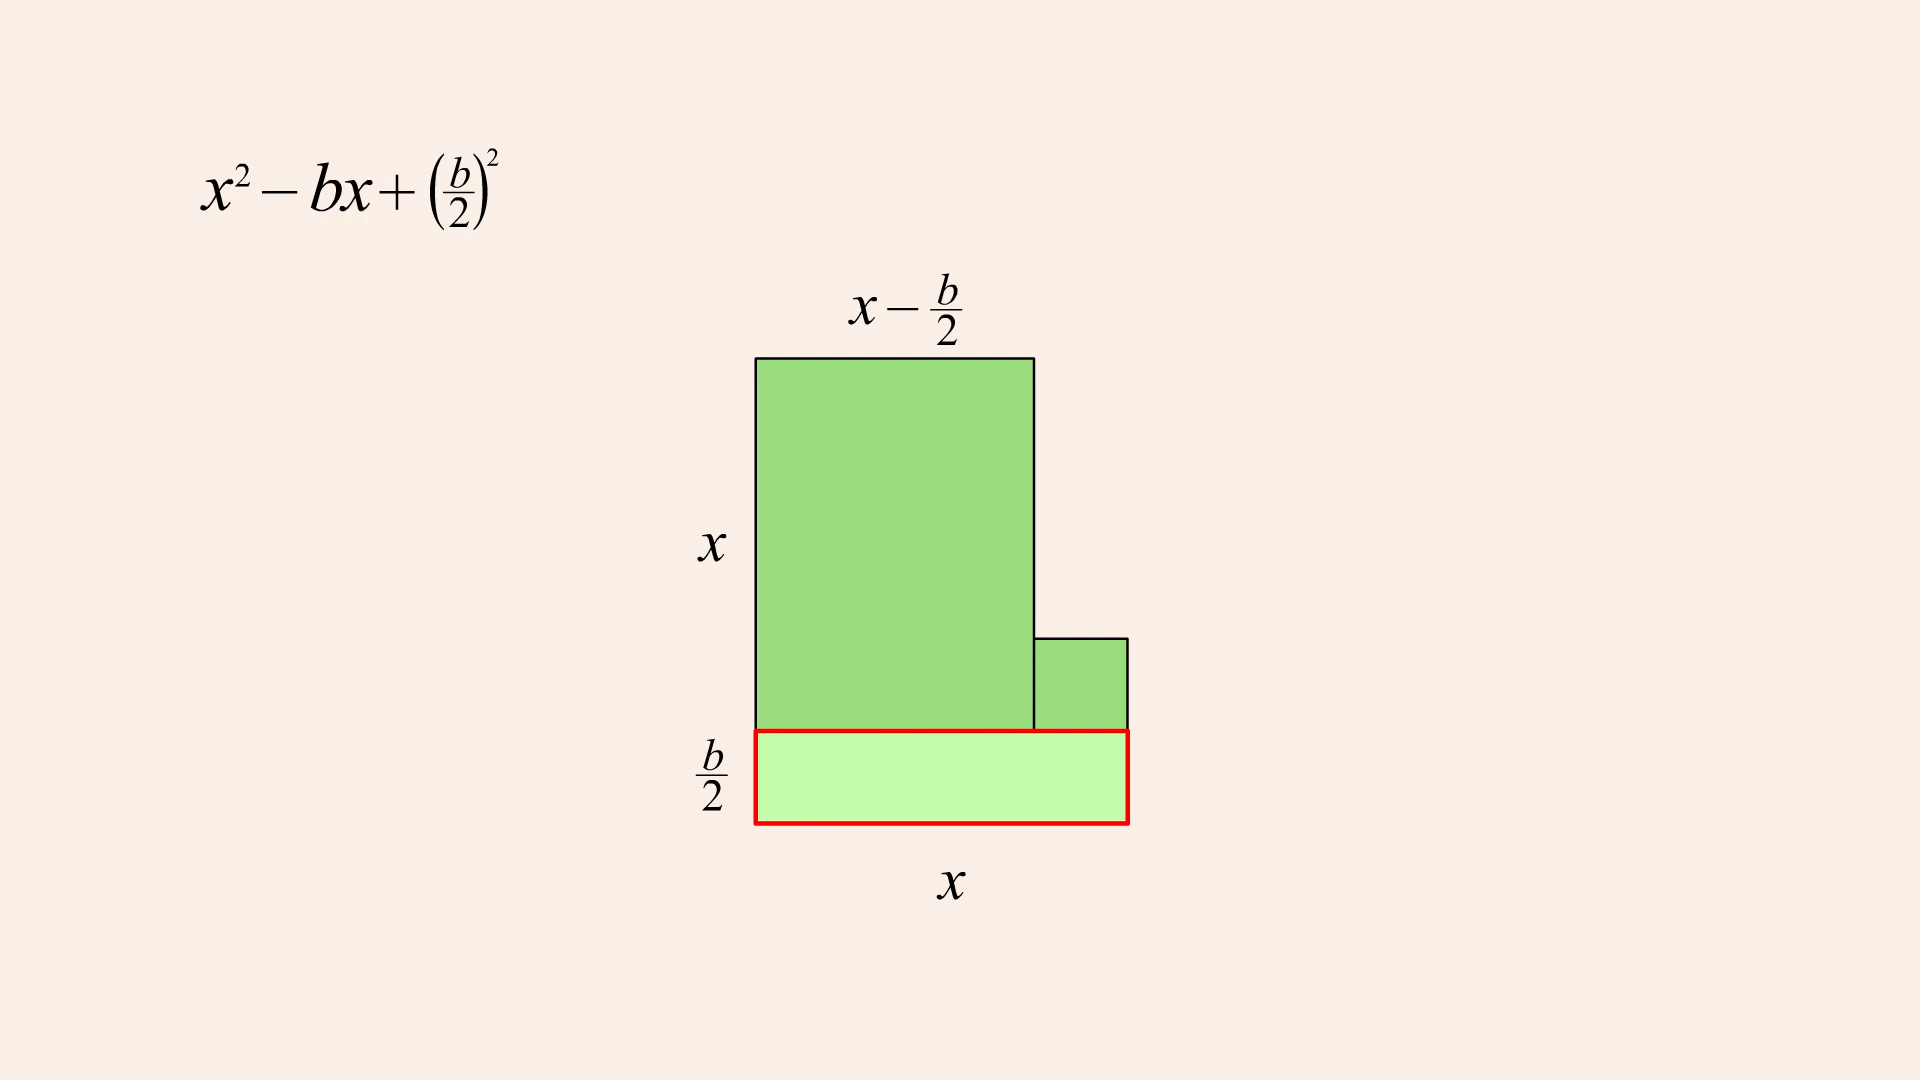 x² − bx + (b/2)²
x − b/2
x
b/2
x